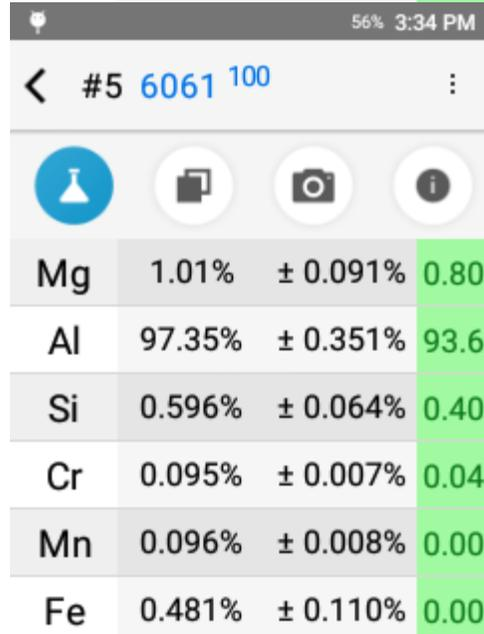 56% 3:34 PM
#5 6061 100
Mg 1.01% ± 0.091% 0.80
Al 97.35% ± 0.351% 93.6
Si 0.596% ± 0.064% 0.40
Cr 0.095% ± 0.007% 0.04
Mn 0.096% ± 0.008% 0.00
Fe 0.481% ± 0.110% 0.00